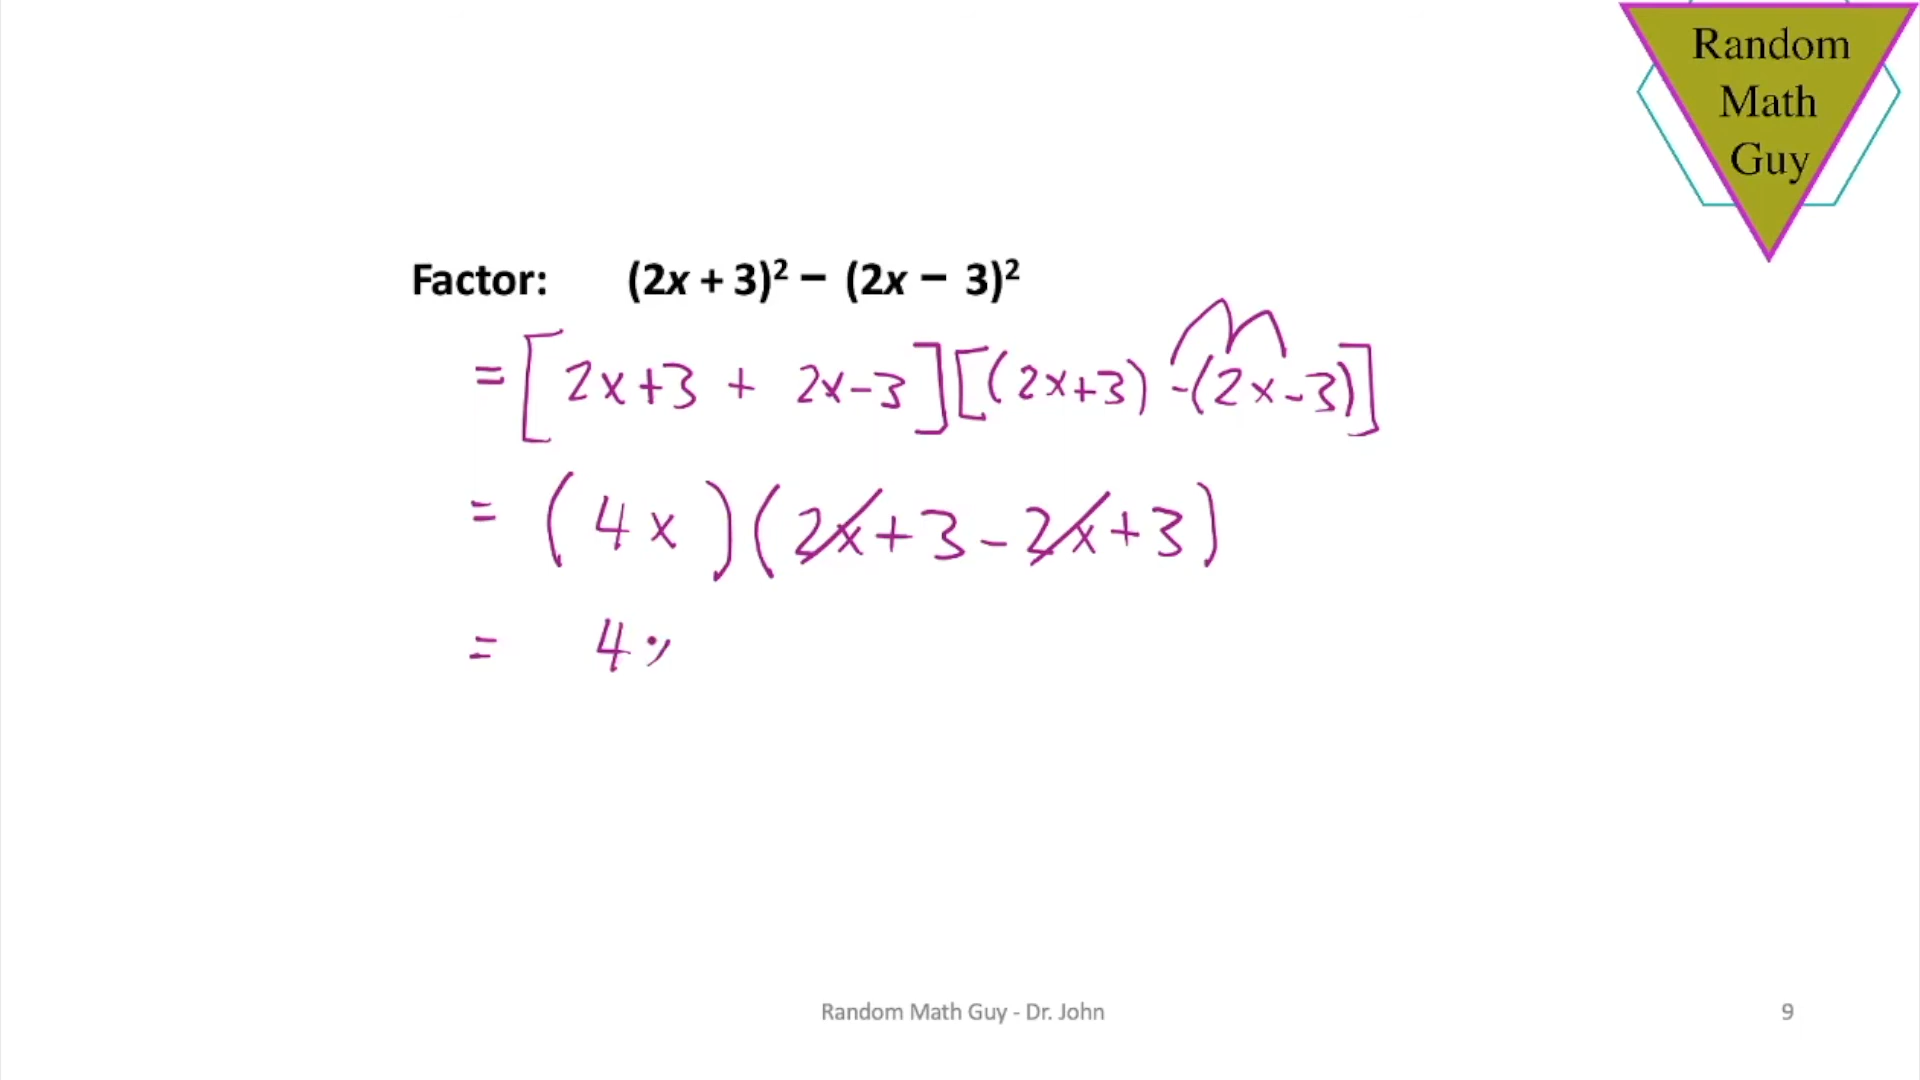 Random
Math
Guy
Factor: (2x + 3)² − (2x − 3)²
= [2x+3 + 2x-3][(2x+3) -(2x-3)]
= (4x)(2x+3-2x+3)
= 4
Random Math Guy - Dr. John
9